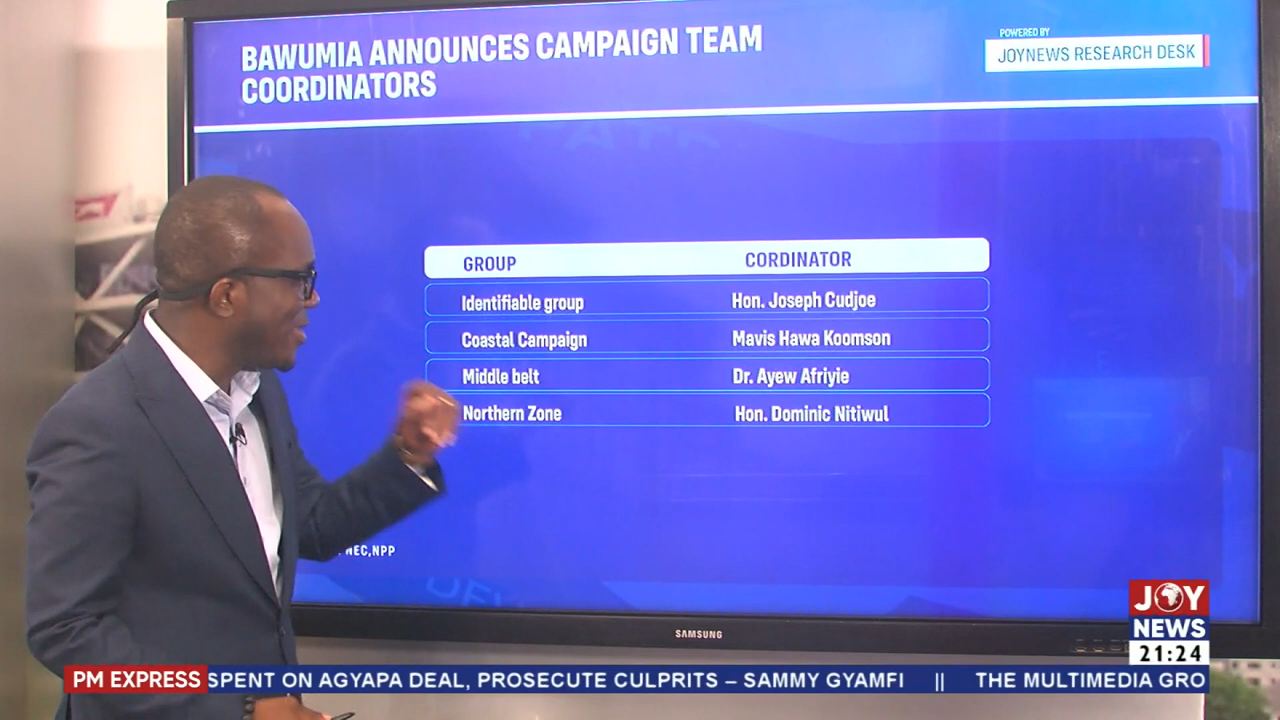 BAWUMIA ANNOUNCES CAMPAIGN TEAM
COORDINATORS
POWERED BY
JOYNEWS RESEARCH DESK
GROUP CORDINATOR
Identifiable group Hon. Joseph Cudjoe
Coastal Campaign Mavis Hawa Koomson
Middle belt Dr. Ayew Afriyie
Northern Zone Hon. Dominic Nitiwul
NEC,NPP
SAMSUNG
JOY
NEWS
21:24
PM EXPRESS SPENT ON AGYAPA DEAL, PROSECUTE CULPRITS – SAMMY GYAMFI || THE MULTIMEDIA GRO